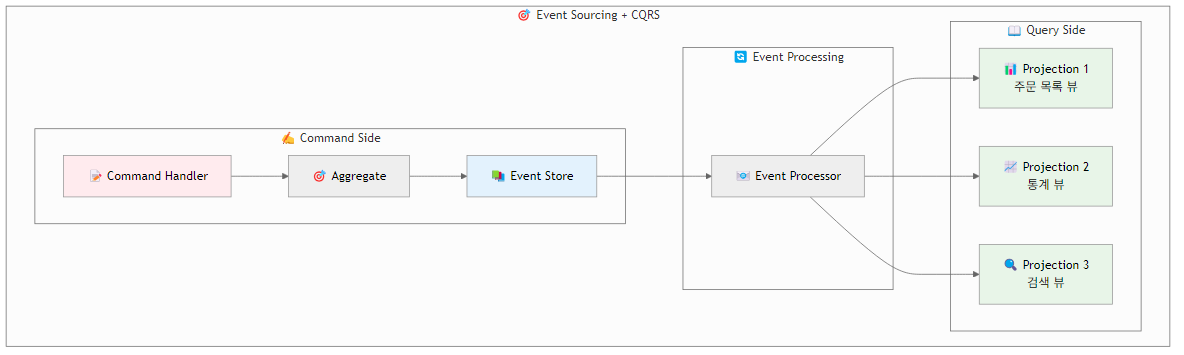 🎯 Event Sourcing + CQRS
✍️ Command Side
📝 Command Handler
🎯 Aggregate
📚 Event Store
🔄 Event Processing
📨 Event Processor
📖 Query Side
📊 Projection 1
주문 목록 뷰
📈 Projection 2
통계 뷰
🔍 Projection 3
검색 뷰